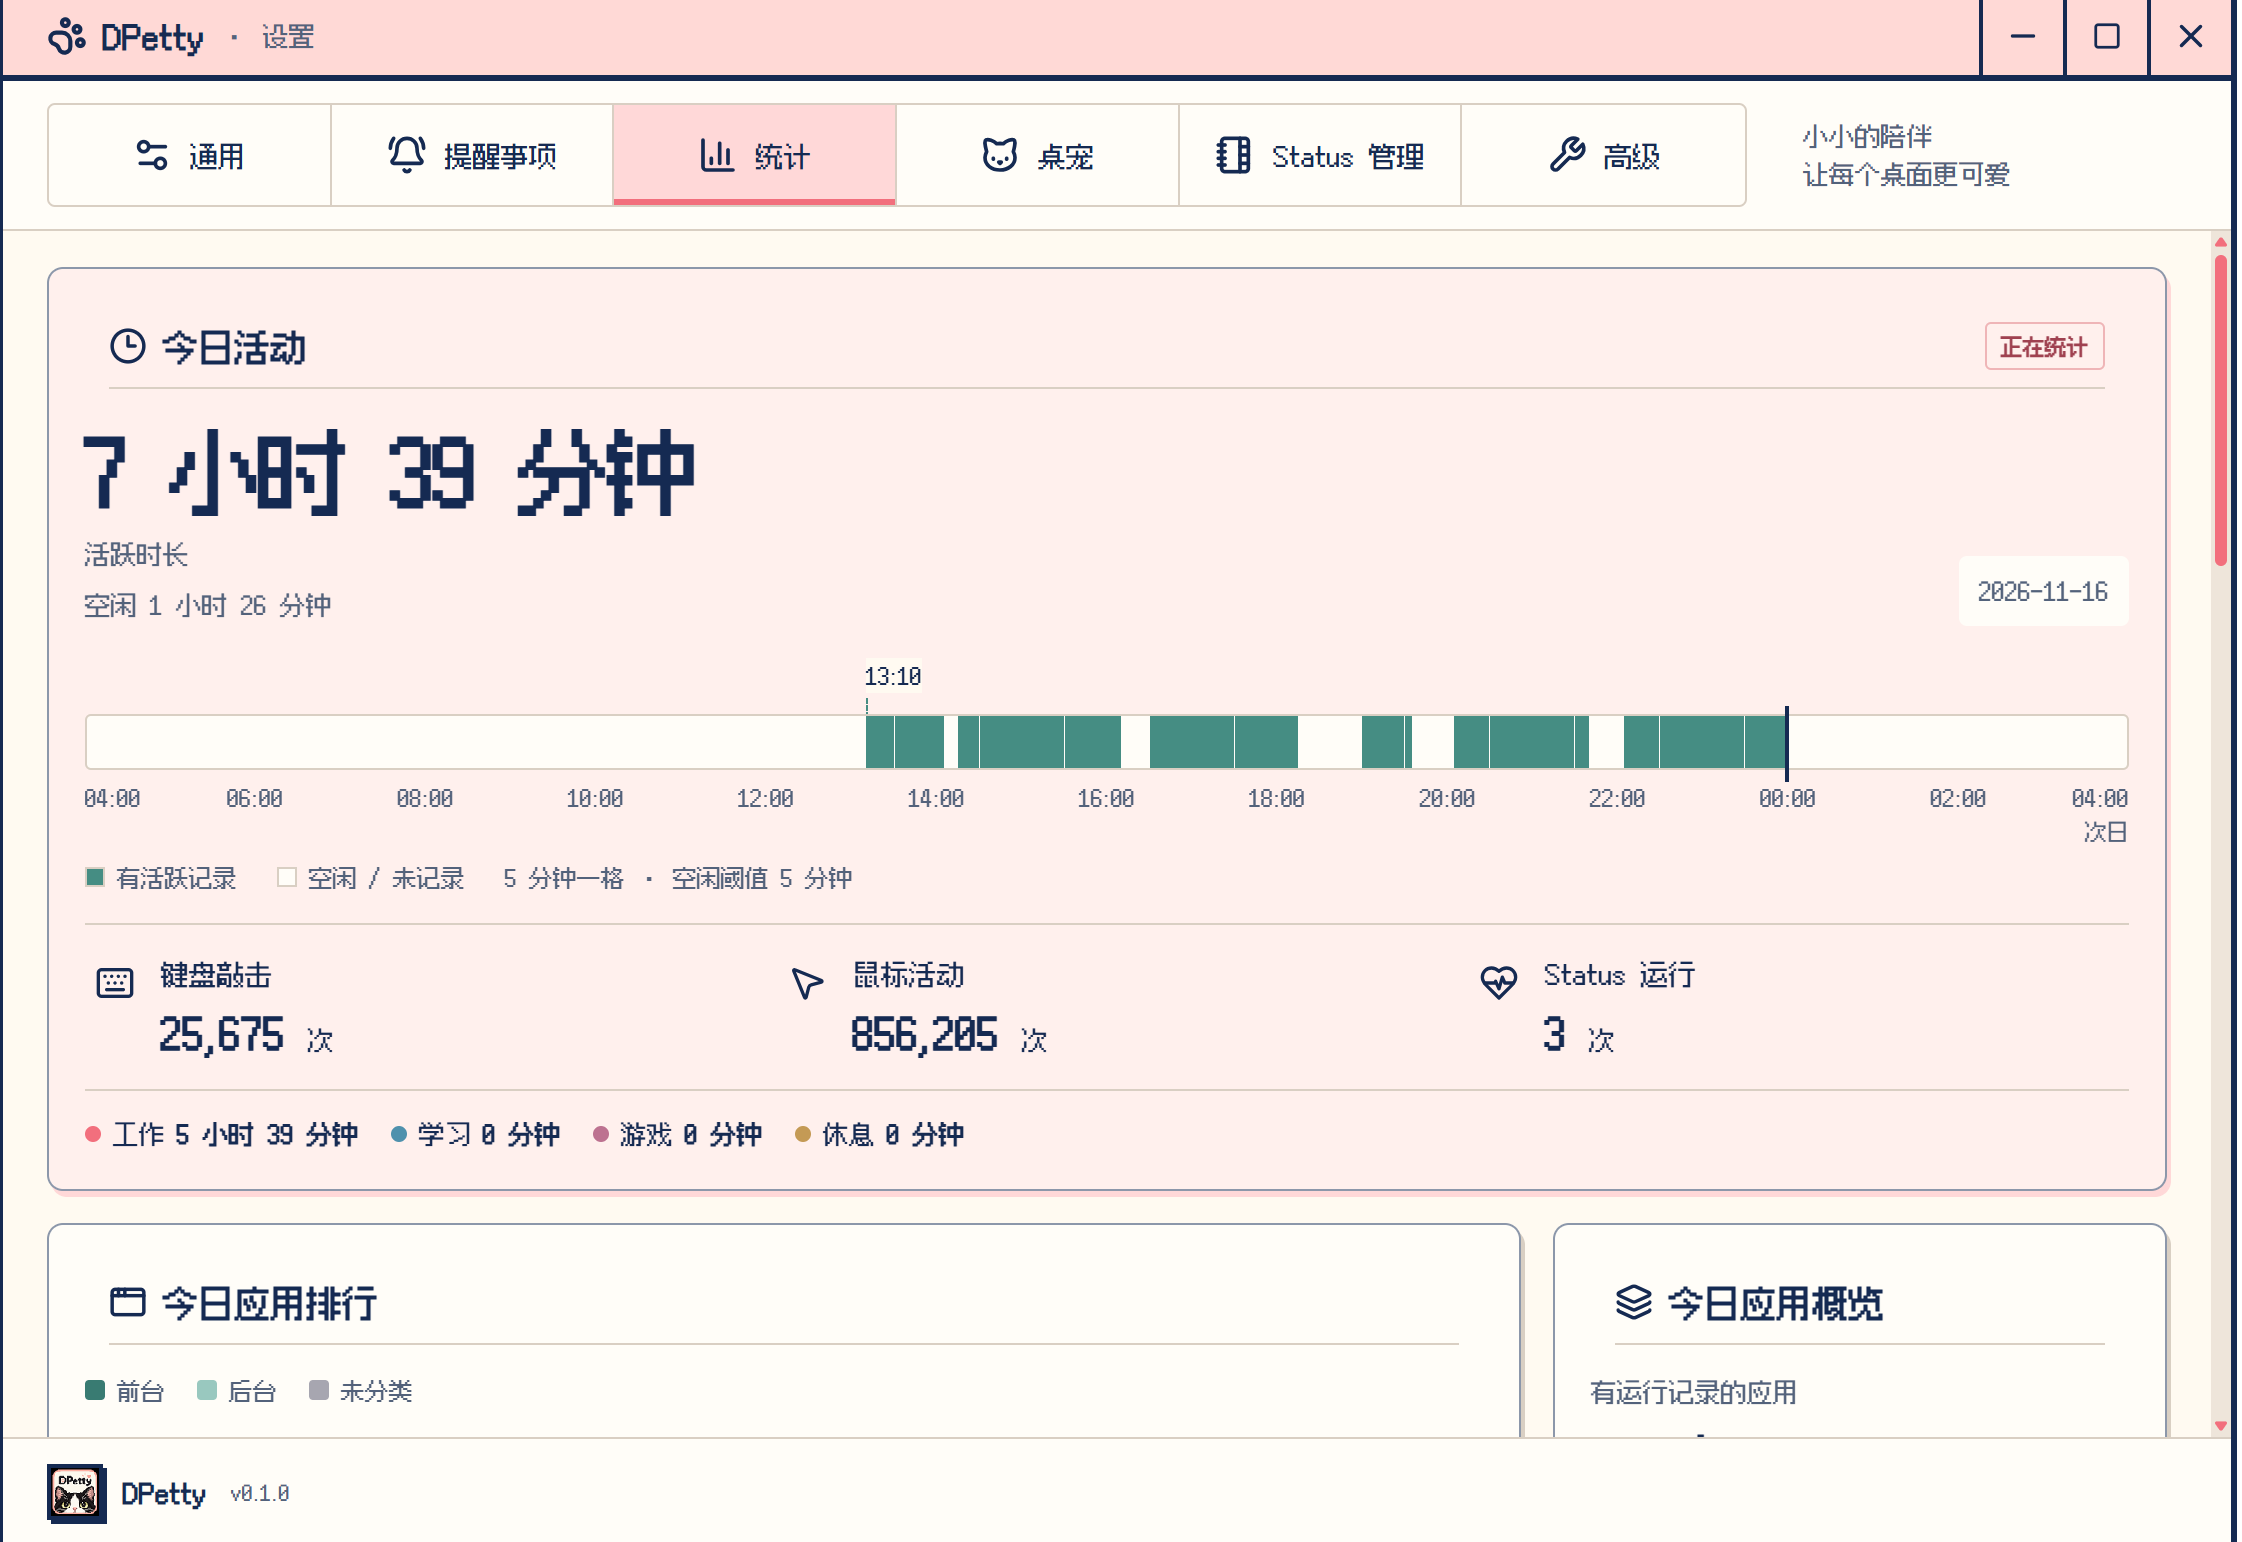 DPetty · 设置
通用
提醒事项
统计
桌宠
Status 管理
高级
小小的陪伴
让每个桌面更可爱
今日活动
正在统计
7 小时 39 分钟
活跃时长
空闲 1 小时 26 分钟
2026-11-16
13:10
04:00 06:00 08:00 10:00 12:00 14:00 16:00 18:00 20:00 22:00 00:00 02:00 04:00
次日
有活跃记录 空闲 / 未记录 5 分钟一格 · 空闲阈值 5 分钟
键盘敲击
25,675 次
鼠标活动
856,205 次
Status 运行
3 次
工作 5 小时 39 分钟 学习 0 分钟 游戏 0 分钟 休息 0 分钟
今日应用排行
前台 后台 未分类
今日应用概览
有运行记录的应用
DPetty
DPetty v0.1.0